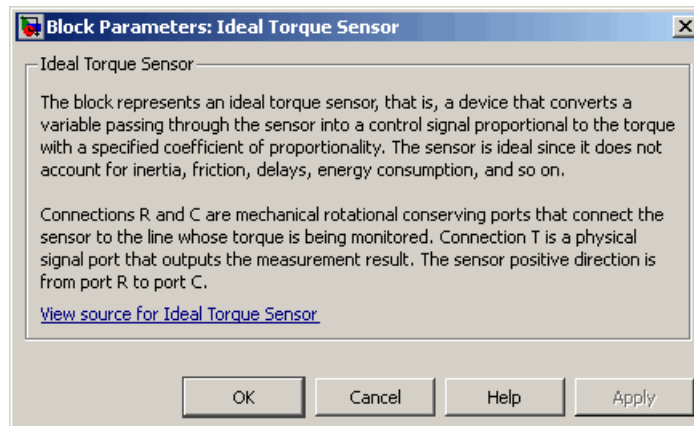 Block Parameters: Ideal Torque Sensor
Ideal Torque Sensor
The block represents an ideal torque sensor, that is, a device that converts a
variable passing through the sensor into a control signal proportional to the torque
with a specified coefficient of proportionality. The sensor is ideal since it does not
account for inertia, friction, delays, energy consumption, and so on.
Connections R and C are mechanical rotational conserving ports that connect the
sensor to the line whose torque is being monitored. Connection T is a physical
signal port that outputs the measurement result. The sensor positive direction is
from port R to port C.
View source for Ideal Torque Sensor
OK Cancel Help Apply